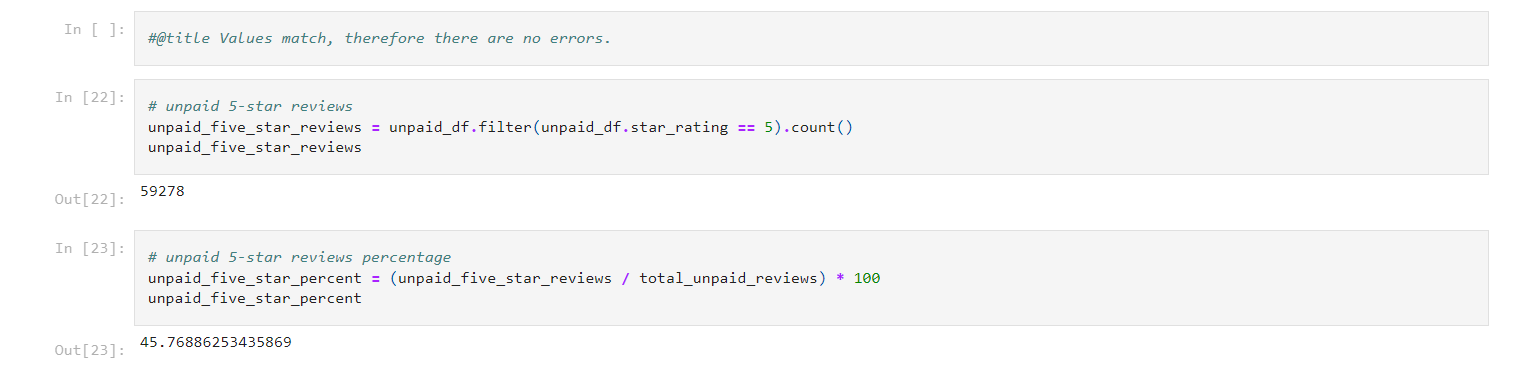 In [ ]:
#@title Values match, therefore there are no errors.
In [22]:
# unpaid 5-star reviews
unpaid_five_star_reviews = unpaid_df.filter(unpaid_df.star_rating == 5).count()
unpaid_five_star_reviews
Out[22]:
59278
In [23]:
# unpaid 5-star reviews percentage
unpaid_five_star_percent = (unpaid_five_star_reviews / total_unpaid_reviews) * 100
unpaid_five_star_percent
Out[23]:
45.76886253435869